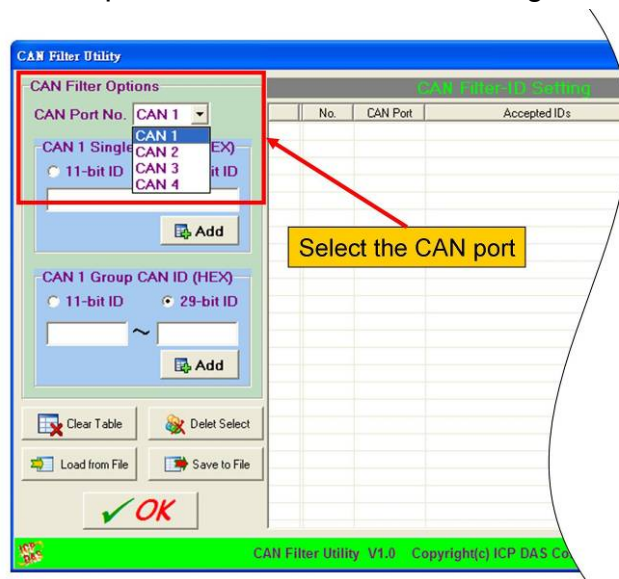 CAN Filter Utility
CAN Filter Options
CAN Filter-ID Setting
CAN Port No. CAN 1
No. CAN Port Accepted IDs
CAN 1
CAN 2
CAN 3
CAN 4
CAN 1 Single EX)
11-bit ID it ID
Add
Select the CAN port
CAN 1 Group CAN ID (HEX)
11-bit ID 29-bit ID
~
Add
Clear Table Delet Select
Load from File Save to File
OK
ICP DAS CAN Filter Utility V1.0 Copyright(c) ICP DAS Co